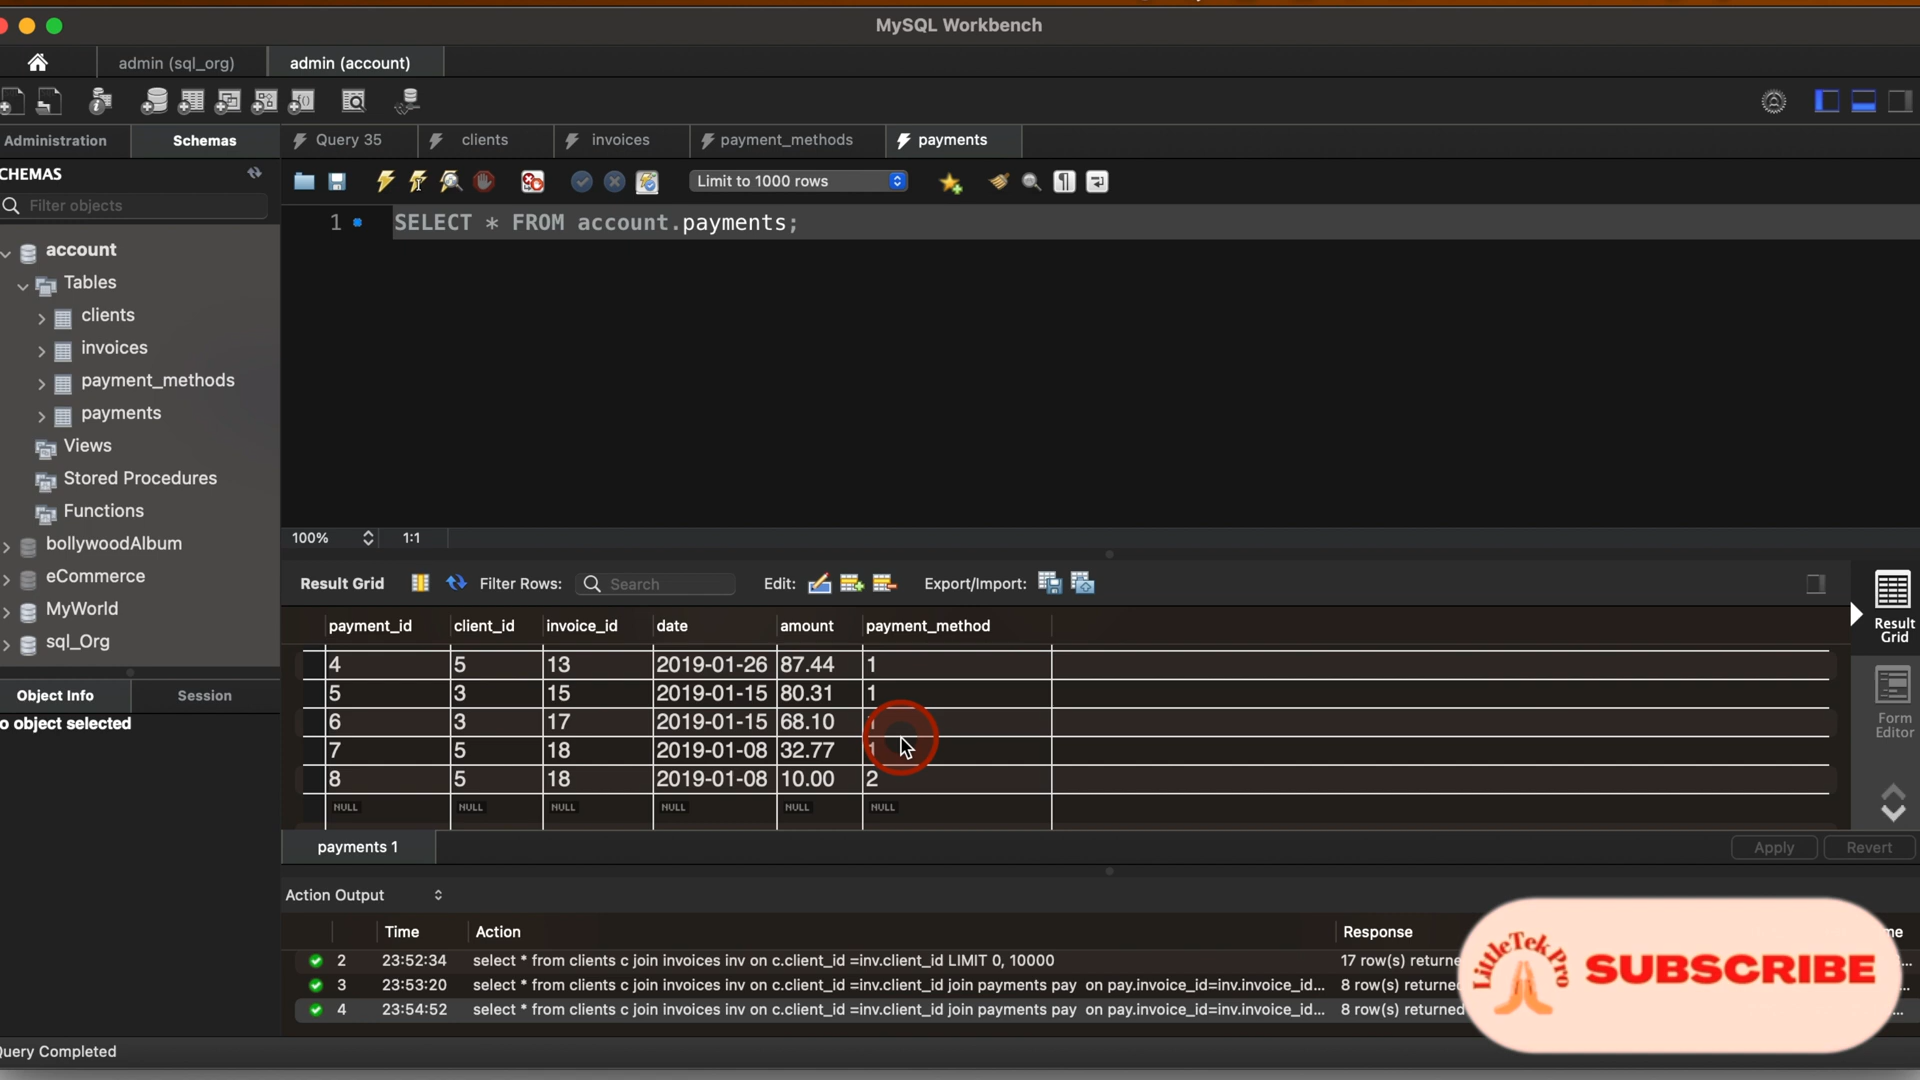 MySQL Workbench
admin (sql_org)
admin (account)
Administration
Schemas
Query 35
clients
invoices
payment_methods
payments
CHEMAS
Filter objects
Limit to 1000 rows
1 SELECT * FROM account.payments;
account
Tables
clients
invoices
payment_methods
payments
Views
Stored Procedures
Functions
bollywoodAlbum
eCommerce
MyWorld
sql_Org
Object Info
Session
o object selected
100%
1:1
Result Grid
Filter Rows:
Search
Edit:
Export/Import:
Result
Grid
Form
Editor
payment_id client_id invoice_id date amount payment_method
4 5 13 2019-01-26 87.44 1
5 3 15 2019-01-15 80.31 1
6 3 17 2019-01-15 68.10 1
7 5 18 2019-01-08 32.77 1
8 5 18 2019-01-08 10.00 2
NULL NULL NULL NULL NULL NULL
payments 1
Apply
Revert
Action Output
Time Action Response
2 23:52:34 select * from clients c join invoices inv on c.client_id =inv.client_id LIMIT 0, 10000 17 row(s) returne
3 23:53:20 select * from clients c join invoices inv on c.client_id =inv.client_id join payments pay on pay.invoice_id=inv.invoice_id... 8 row(s) returned
4 23:54:52 select * from clients c join invoices inv on c.client_id =inv.client_id join payments pay on pay.invoice_id=inv.invoice_id... 8 row(s) returned
LittleTek Pro
SUBSCRIBE
Query Completed